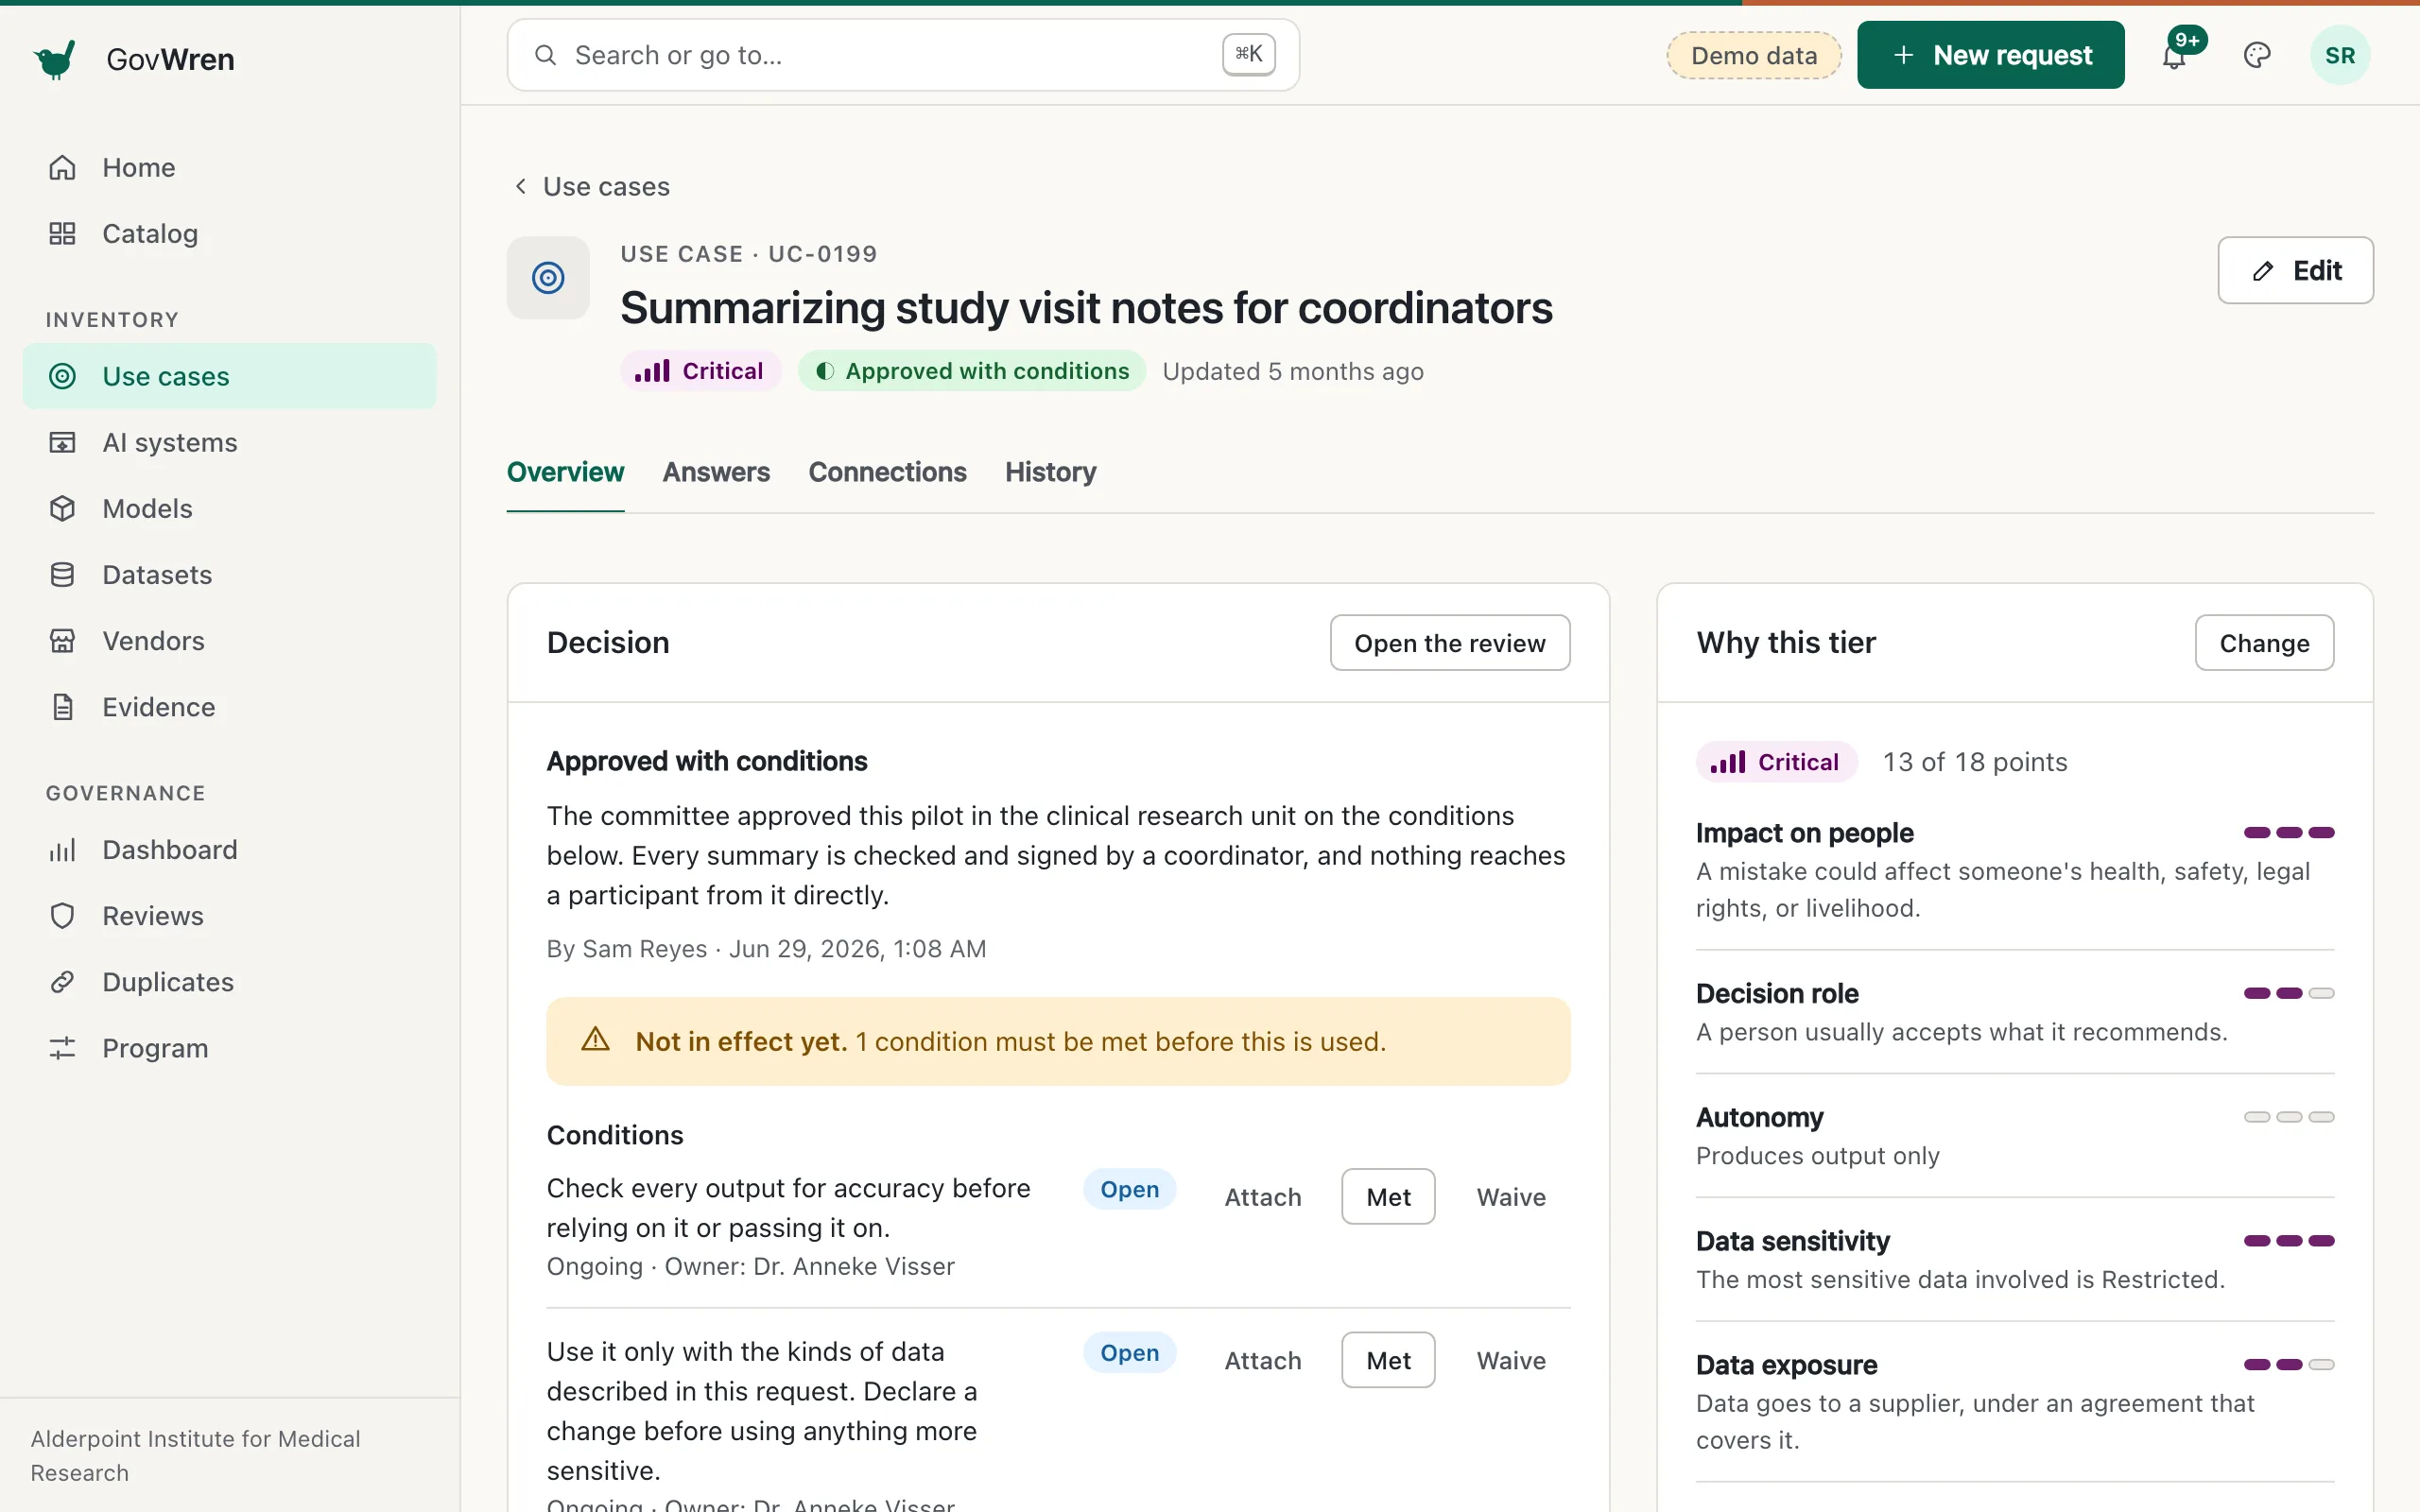 GovWren
Search or go to...
⌘K
Demo data
+ New request
9+
SR
Home
Catalog
INVENTORY
Use cases
AI systems
Models
Datasets
Vendors
Evidence
GOVERNANCE
Dashboard
Reviews
Duplicates
Program
Alderpoint Institute for Medical
Research
Use cases
USE CASE · UC-0199
Summarizing study visit notes for coordinators
Critical
Approved with conditions
Updated 5 months ago
Edit
Overview
Answers
Connections
History
Decision
Open the review
Approved with conditions
The committee approved this pilot in the clinical research unit on the conditions
below. Every summary is checked and signed by a coordinator, and nothing reaches
a participant from it directly.
By Sam Reyes · Jun 29, 2026, 1:08 AM
Not in effect yet. 1 condition must be met before this is used.
Conditions
Check every output for accuracy before
relying on it or passing it on.
Ongoing · Owner: Dr. Anneke Visser
Open
Attach
Met
Waive
Use it only with the kinds of data
described in this request. Declare a
change before using anything more
sensitive.
Ongoing · Owner: Dr. Anneke Visser
Open
Attach
Met
Waive
Why this tier
Change
Critical
13 of 18 points
Impact on people
A mistake could affect someone's health, safety, legal
rights, or livelihood.
Decision role
A person usually accepts what it recommends.
Autonomy
Produces output only
Data sensitivity
The most sensitive data involved is Restricted.
Data exposure
Data goes to a supplier, under an agreement that
covers it.